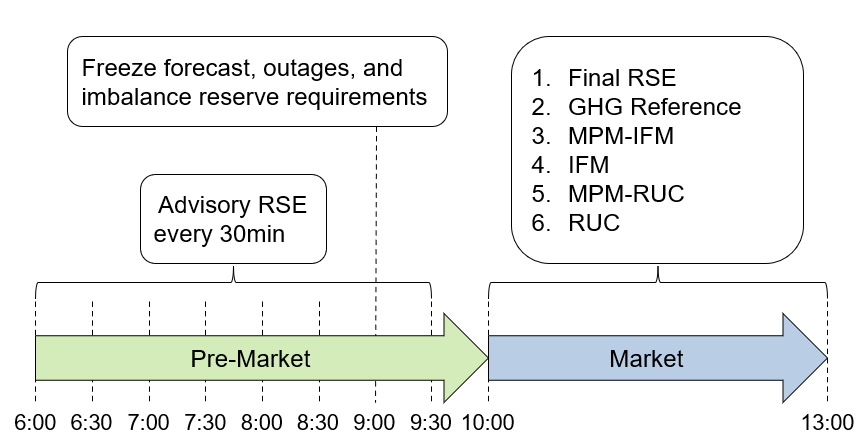 Freeze forecast, outages, and
imbalance reserve requirements
Advisory RSE
every 30min
1. Final RSE
2. GHG Reference
3. MPM-IFM
4. IFM
5. MPM-RUC
6. RUC
Pre-Market
Market
6:00 6:30 7:00 7:30 8:00 8:30 9:00 9:30 10:00 13:00